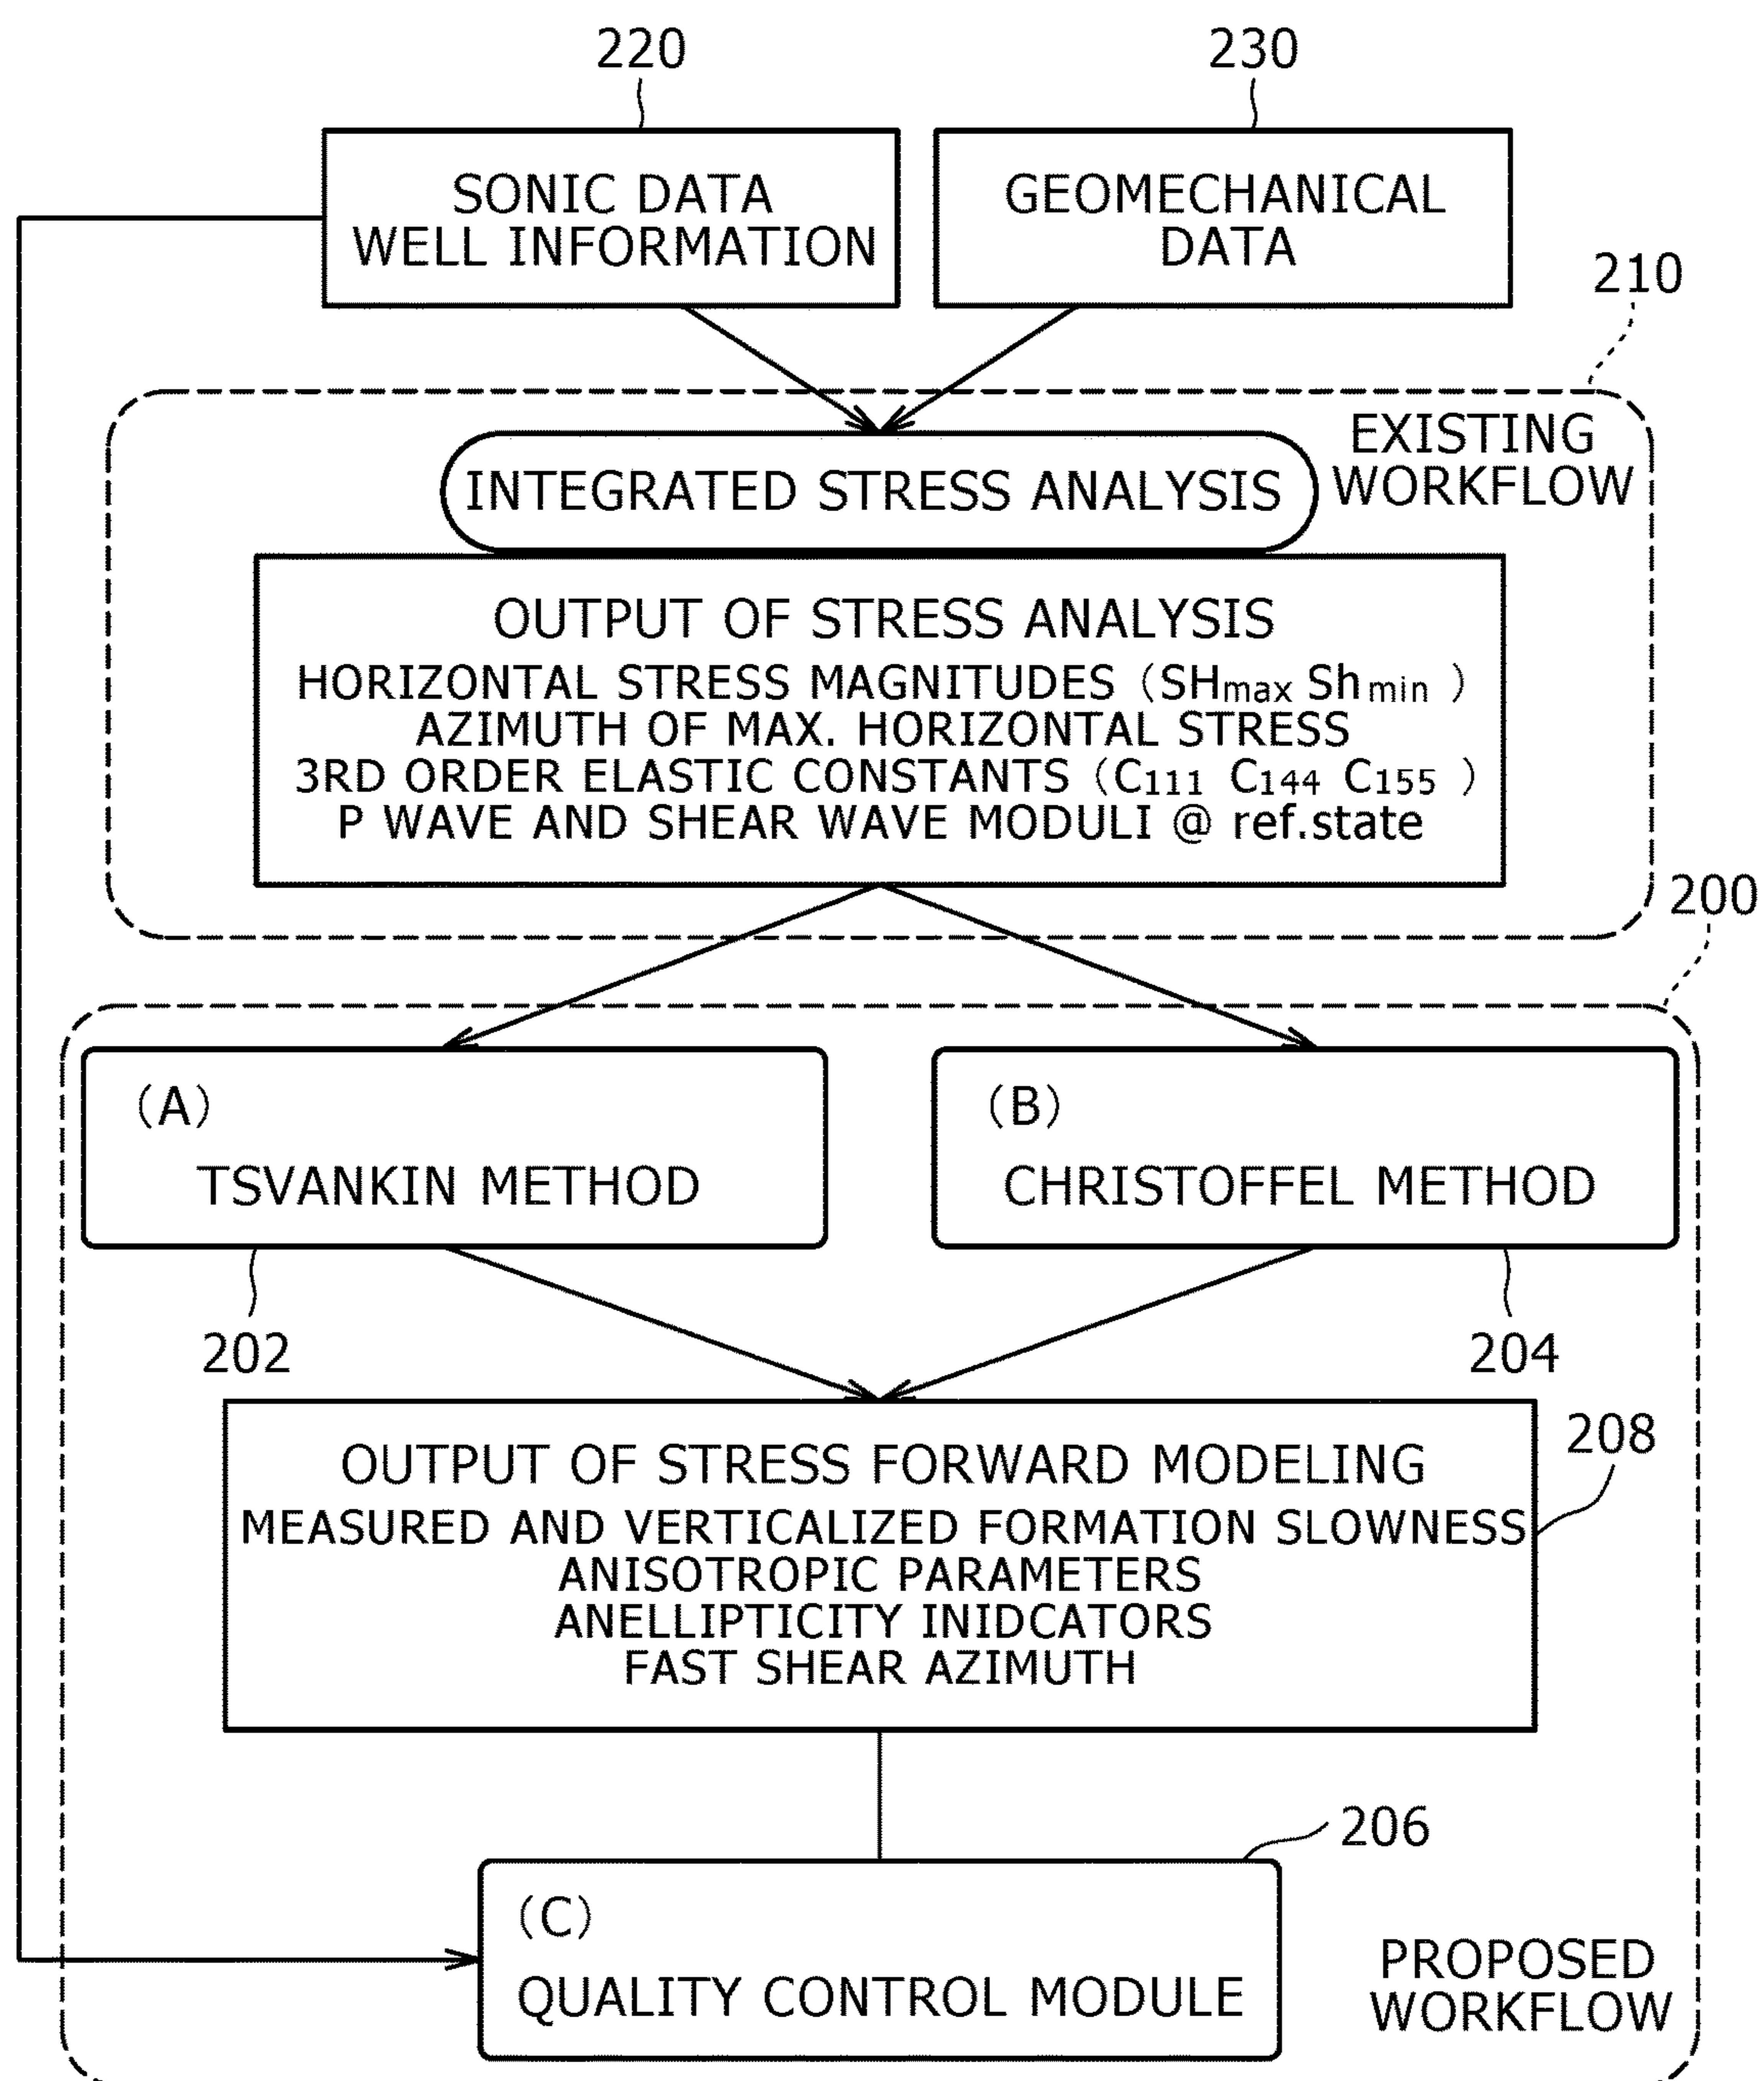 220
230
SONIC DATA
WELL INFORMATION
GEOMECHANICAL
DATA
210
EXISTING
WORKFLOW
INTEGRATED STRESS ANALYSIS
OUTPUT OF STRESS ANALYSIS
HORIZONTAL STRESS MAGNITUDES (SHmax Shmin )
AZIMUTH OF MAX. HORIZONTAL STRESS
3RD ORDER ELASTIC CONSTANTS (C111 C144 C155 )
P WAVE AND SHEAR WAVE MODULI @ ref.state
200
(A)
TSVANKIN METHOD
(B)
CHRISTOFFEL METHOD
202
204
208
OUTPUT OF STRESS FORWARD MODELING
MEASURED AND VERTICALIZED FORMATION SLOWNESS
ANISOTROPIC PARAMETERS
ANELLIPTICITY INIDCATORS
FAST SHEAR AZIMUTH
206
(C)
QUALITY CONTROL MODULE
PROPOSED
WORKFLOW